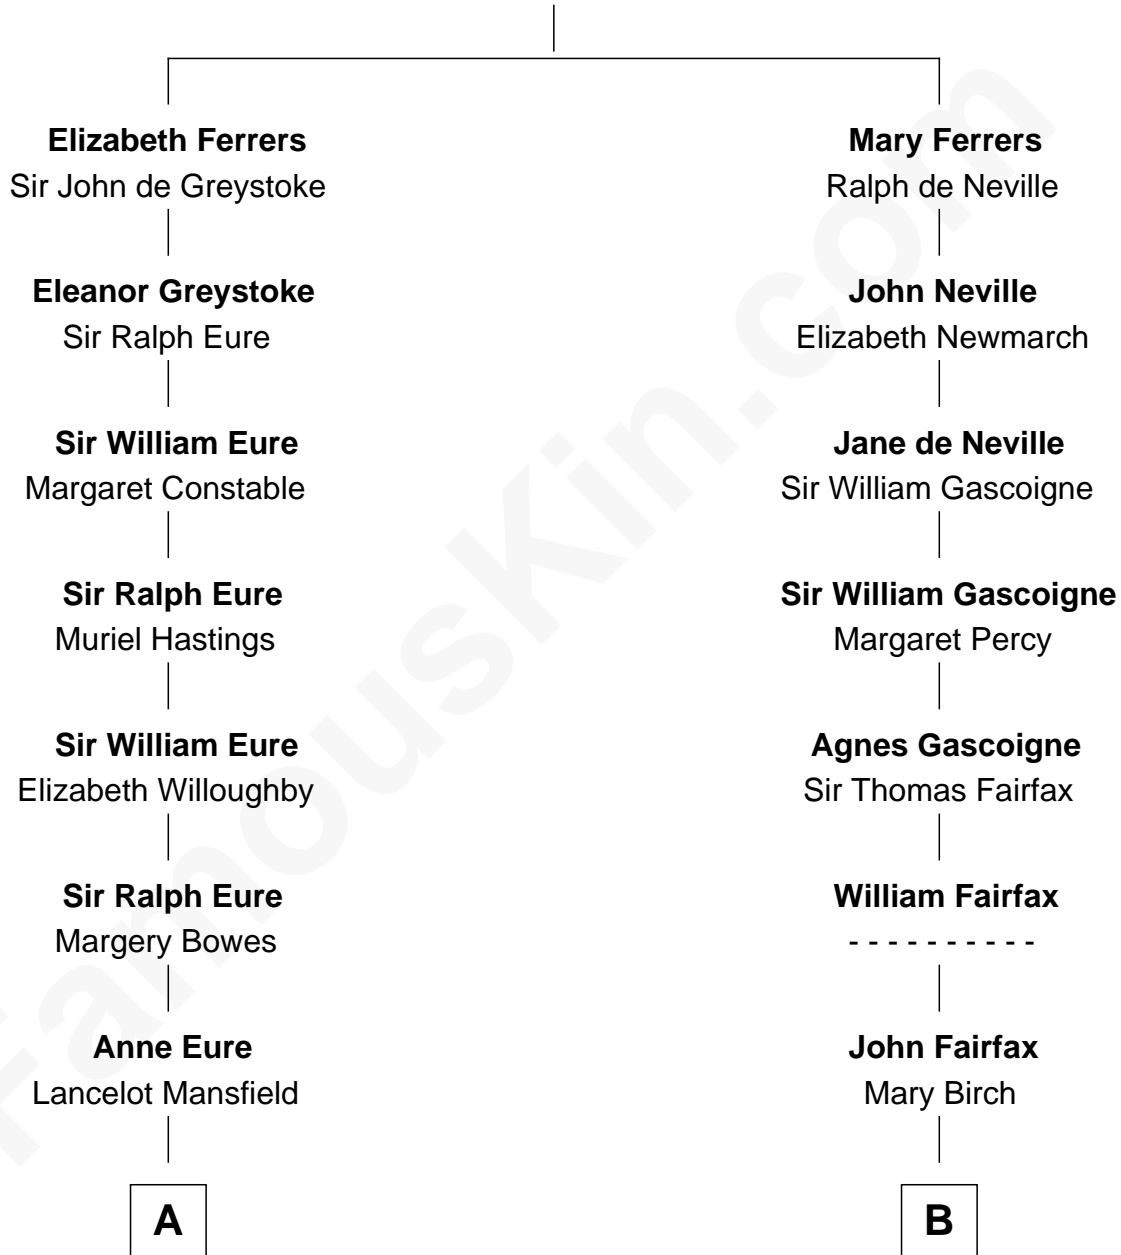 Elizabeth Ferrers
Sir John de Greystoke
Eleanor Greystoke
Sir Ralph Eure
Sir William Eure
Margaret Constable
Sir Ralph Eure
Muriel Hastings
Sir William Eure
Elizabeth Willoughby
Sir Ralph Eure
Margery Bowes
Anne Eure
Lancelot Mansfield
A
Mary Ferrers
Ralph de Neville
John Neville
Elizabeth Newmarch
Jane de Neville
Sir William Gascoigne
Sir William Gascoigne
Margaret Percy
Agnes Gascoigne
Sir Thomas Fairfax
William Fairfax
- - - - - - - - - -
John Fairfax
Mary Birch
B
FamousKin.com